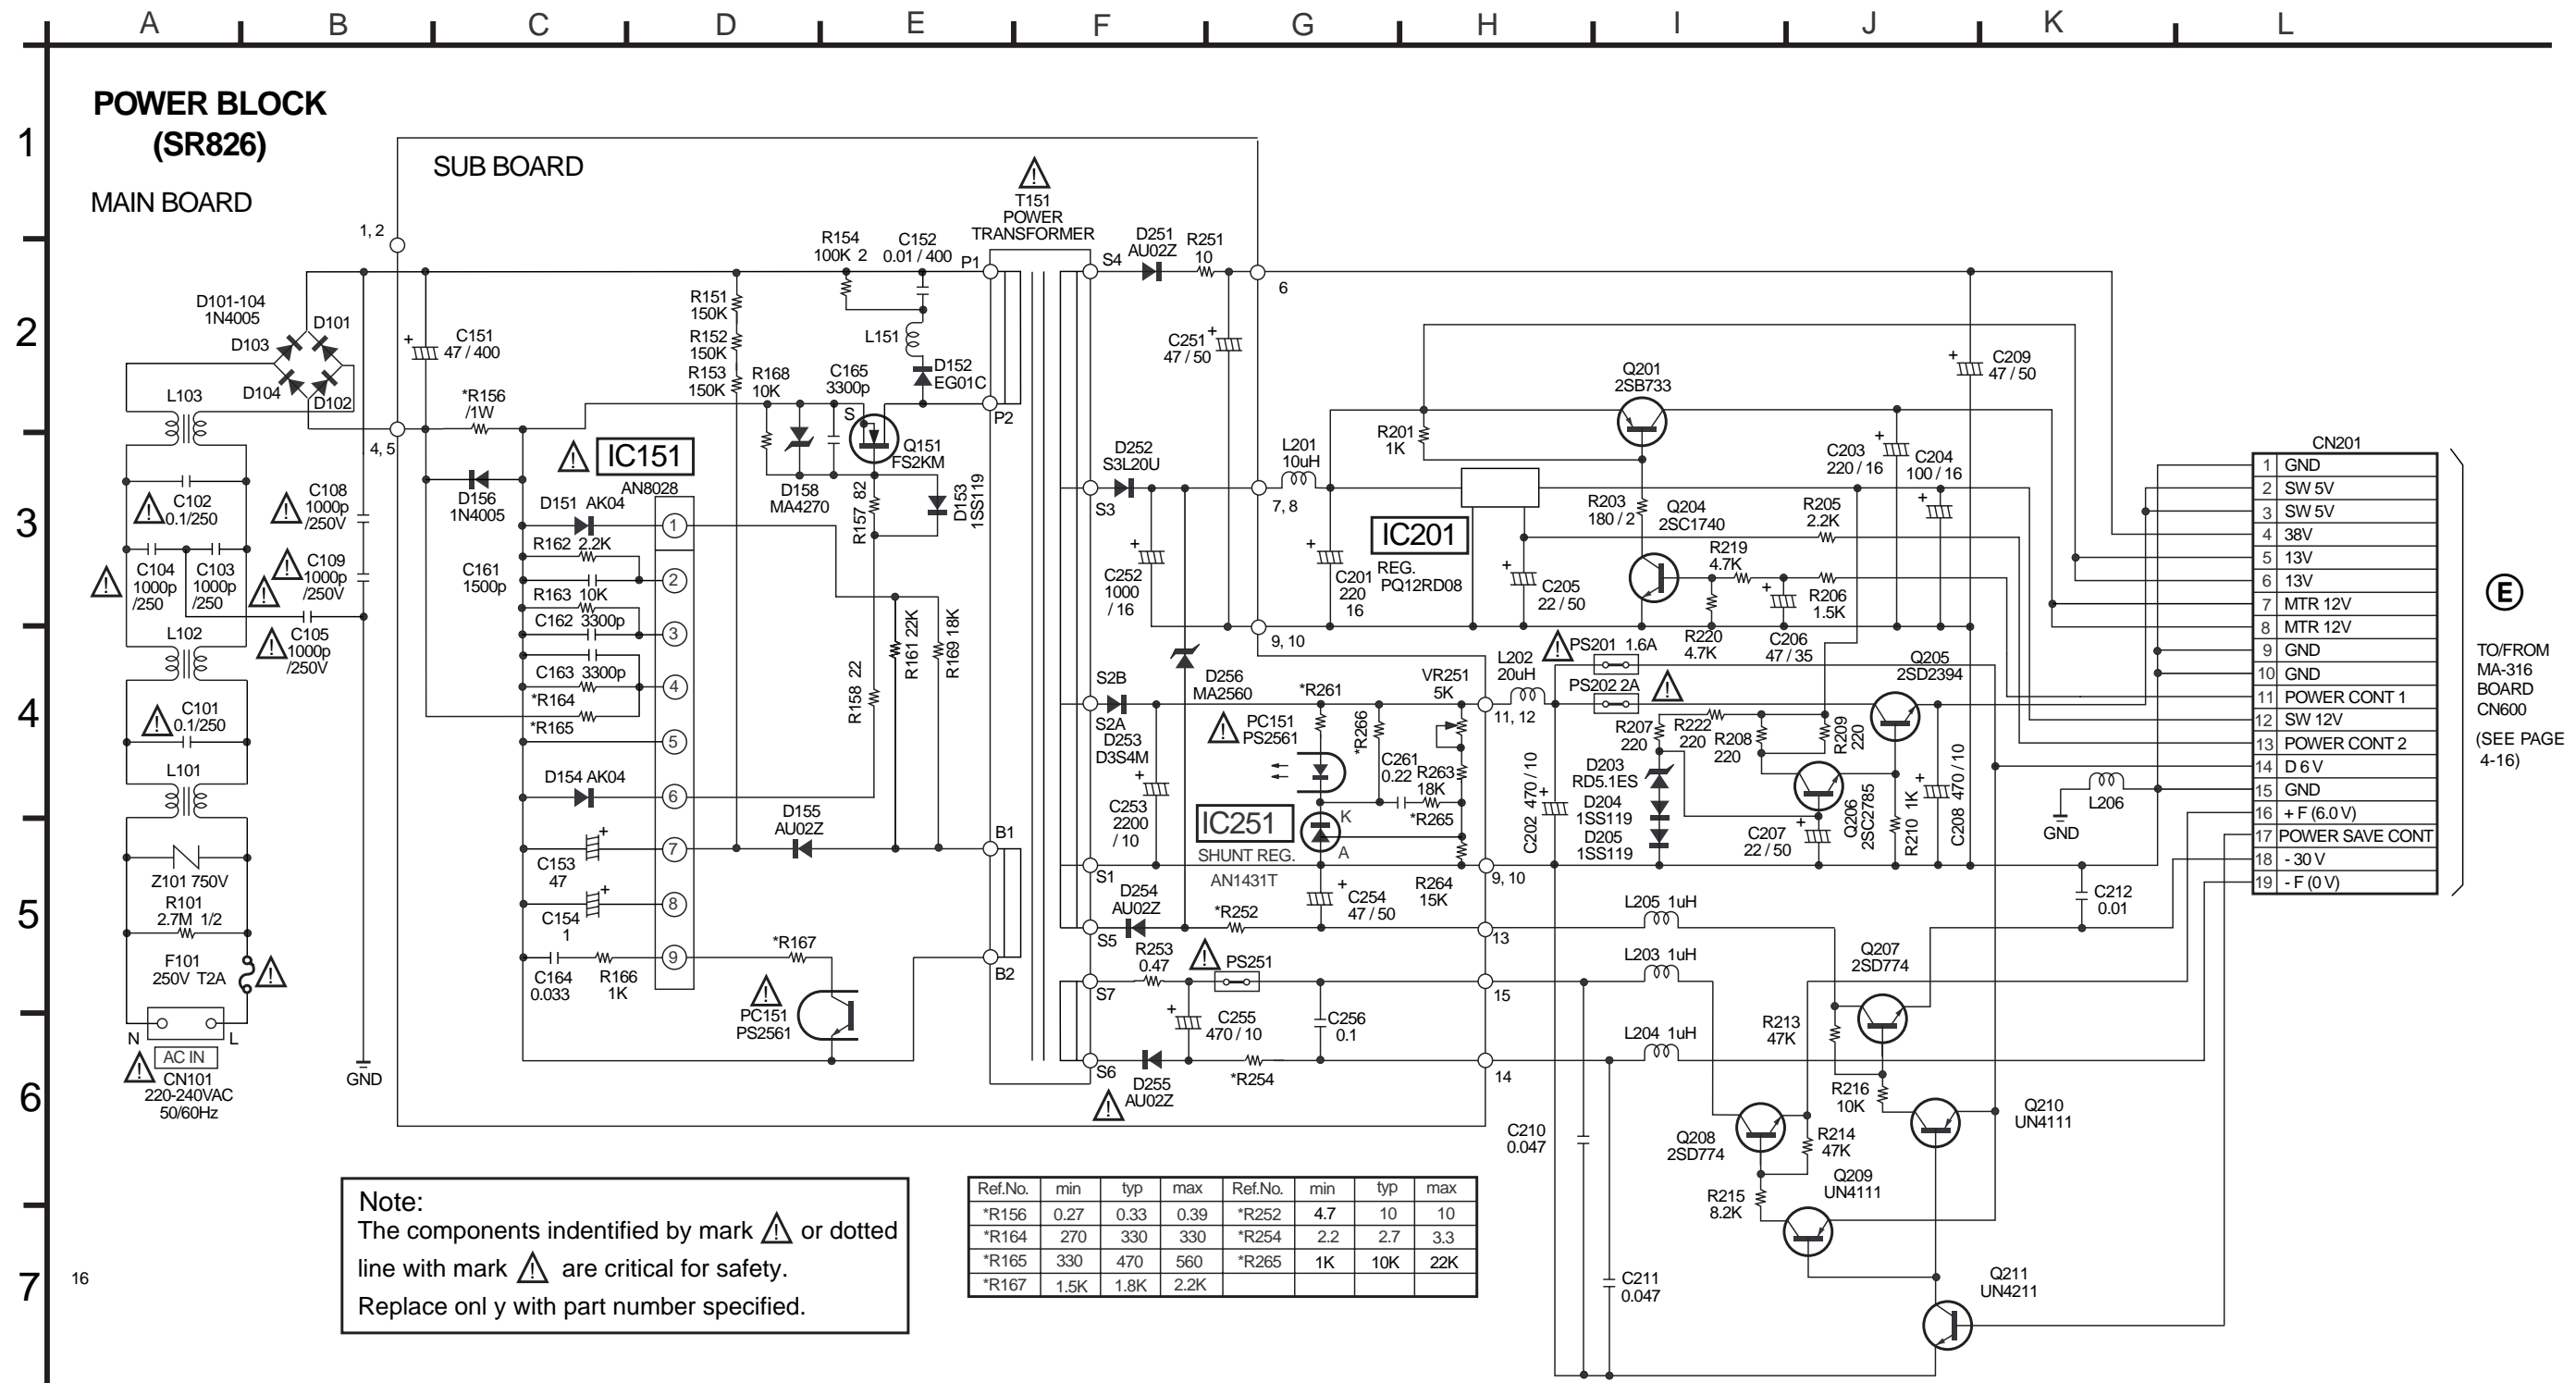 A B C D E F G H I J K L
1
2
3
4
5
6
7
POWER BLOCK
(SR826)
MAIN BOARD
SUB BOARD
1, 2
4, 5
D101-104
1N4005
D101
D103
D104
D102
L103
C102
0.1/250
C104
1000p
/250
C103
1000p
/250
C108
1000p
/250V
C109
1000p
/250V
C105
1000p
/250V
L102
C101
0.1/250
L101
Z101 750V
R101
2.7M 1/2
F101
250V T2A
N
L
AC IN
CN101
220-240VAC
50/60Hz
GND
C151
47 / 400
*R156
/1W
D156
1N4005
IC151
AN8028
D151 AK04
R162 2.2K
C161
1500p
R163 10K
C162 3300p
C163 3300p
*R164
*R165
D154 AK04
C153
47
C154
1
C164
0.033
R166
1K
1
2
3
4
5
6
7
8
9
R151
150K
R152
150K
R153
150K
R168
10K
R154
100K 2
C152
0.01 / 400
L151
D152
EG01C
C165
3300p
S
Q151
FS2KM
D158
MA4270
R157 82
D153
1SS119
R161 22K
R169 18K
R158 22
D155
AU02Z
*R167
PC151
PS2561
T151
POWER
TRANSFORMER
P1
P2
B1
B2
S4
S3
S2B
S2A
S1
S5
S7
S6
D251
AU02Z
R251
10
6
C251
47 / 50
D252
S3L20U
C252
1000
/ 16
L201
10uH
7, 8
9, 10
C201
220
16
D256
MA2560
D253
D3S4M
C253
2200
/ 10
*R261
PC151
PS2561
*R266
C261
0.22
R263
18K
*R265
VR251
5K
IC251
K
A
SHUNT REG.
AN1431T
R264
15K
9, 10
11, 12
D254
AU02Z
*R252
C254
47 / 50
13
R253
0.47
PS251
15
C255
470 / 10
C256
0.1
D255
AU02Z
*R254
14
R201
1K
Q201
2SB733
IC201
REG.
PQ12RD08
C205
22 / 50
R203
180 / 2
Q204
2SC1740
R219
4.7K
R220
4.7K
C206
47 / 35
R205
2.2K
R206
1.5K
C203
220 / 16
C204
100 / 16
C209
47 / 50
L202
20uH
PS201 1.6A
PS202 2A
C202 470 / 10
R207
220
R222
220
R208
220
R209
220
D203
RD5.1ES
D204
1SS119
D205
1SS119
C207
22 / 50
Q206
2SC2785
Q205
2SD2394
R210 1K
C208 470 / 10
L206
GND
C212
0.01
L205 1uH
L203 1uH
L204 1uH
Q207
2SD774
R213
47K
R216
10K
Q210
UN4111
Q208
2SD774
R214
47K
Q209
UN4111
R215
8.2K
C210
0.047
C211
0.047
Q211
UN4211
CN201
1 GND
2 SW 5V
3 SW 5V
4 38V
5 13V
6 13V
7 MTR 12V
8 MTR 12V
9 GND
10 GND
11 POWER CONT 1
12 SW 12V
13 POWER CONT 2
14 D 6 V
15 GND
16 + F (6.0 V)
17 POWER SAVE CONT
18 - 30 V
19 - F (0 V)
E
TO/FROM
MA-316
BOARD
CN600
(SEE PAGE
4-16)
Note:
The components indentified by mark ⚠ or dotted
line with mark ⚠ are critical for safety.
Replace onl y with part number specified.
Ref.No. min typ max Ref.No. min typ max
*R156 0.27 0.33 0.39 *R252 4.7 10 10
*R164 270 330 330 *R254 2.2 2.7 3.3
*R165 330 470 560 *R265 1K 10K 22K
*R167 1.5K 1.8K 2.2K
16